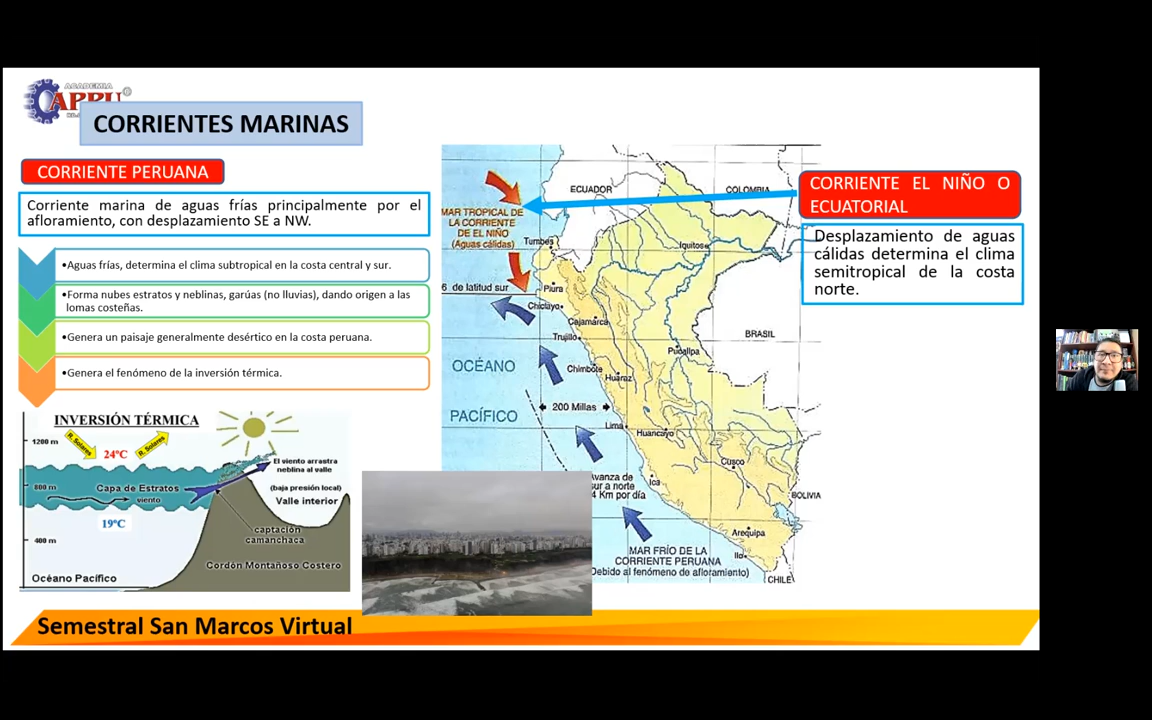 ACADEMIA
APPU
CORRIENTES MARINAS
CORRIENTE PERUANA
Corriente marina de aguas frías principalmente por el
afloramiento, con desplazamiento SE a NW.
•Aguas frías, determina el clima subtropical en la costa central y sur.
•Forma nubes estratos y neblinas, garúas (no lluvias), dando origen a las
lomas costeñas.
•Genera un paisaje generalmente desértico en la costa peruana.
•Genera el fenómeno de la inversión térmica.
INVERSIÓN TÉRMICA
1200 m
R. Solares
24ºC
R. Solares
El viento arrastra
neblina al valle
800 m
Capa de Estratos
viento
(baja presión local)
Valle interior
19ºC
captación
camanchaca
400 m
Cordón Montañoso Costero
Océano Pacífico
ECUADOR
COLOMBIA
MAR TROPICAL DE
LA CORRIENTE
DE EL NIÑO
(Aguas cálidas)
Tumbes
Iquitos
6 de latitud sur
Piura
Chiclayo
Cajamarca
Trujillo
BRASIL
OCÉANO
Pucallpa
Chimbote
Huaraz
200 Millas
PACÍFICO
Lima
Huancayo
Cusco
Avanza de
sur a norte
4 Km por día
Ica
BOLIVIA
Arequipa
MAR FRÍO DE LA
CORRIENTE PERUANA
Debido al fenómeno de afloramiento)
Ilo
CHILE
CORRIENTE EL NIÑO O
ECUATORIAL
Desplazamiento de aguas
cálidas determina el clima
semitropical de la costa
norte.
Semestral San Marcos Virtual